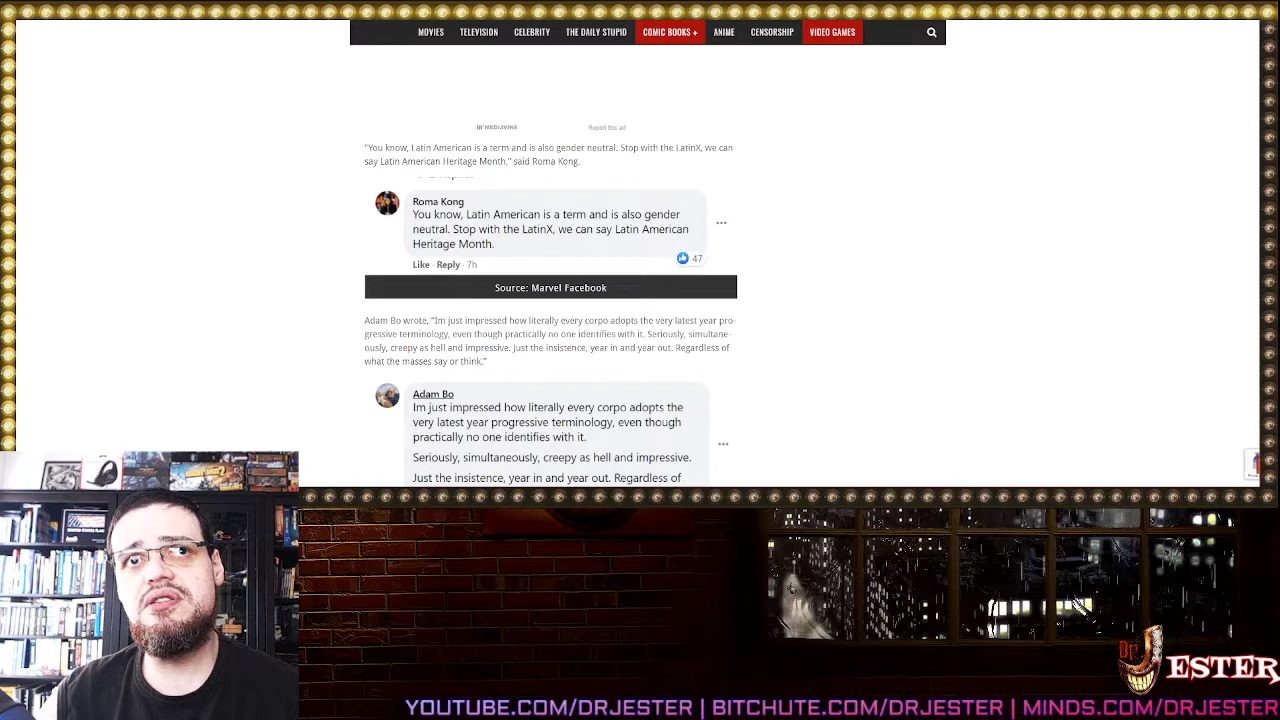 MOVIES TELEVISION CELEBRITY THE DAILY STUPID COMIC BOOKS + ANIME CENSORSHIP VIDEO GAMES
MEDIAVINE Report this ad
"You know, Latin American is a term and is also gender neutral. Stop with the LatinX, we can
say Latin American Heritage Month," said Roma Kong.
Roma Kong
You know, Latin American is a term and is also gender
neutral. Stop with the LatinX, we can say Latin American
Heritage Month.
Like · Reply · 7h 47
Source: Marvel Facebook
Adam Bo wrote, "Im just impressed how literally every corpo adopts the very latest year pro-
gressive terminology, even though practically no one identifies with it. Seriously, simultane-
ously, creepy as hell and impressive. Just the insistence, year in and year out. Regardless of
what the masses say or think."
Adam Bo
Im just impressed how literally every corpo adopts the
very latest year progressive terminology, even though
practically no one identifies with it.
Seriously, simultaneously, creepy as hell and impressive.
Just the insistence, year in and year out. Regardless of
Dr
JESTER
YOUTUBE.COM/DRJESTER | BITCHUTE.COM/DRJESTER | MINDS.COM/DRJESTER